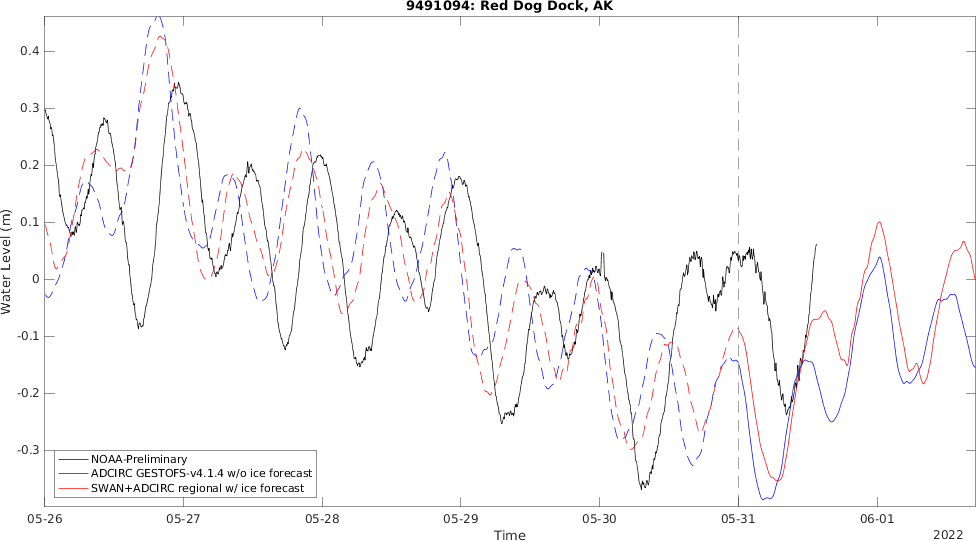 9491094: Red Dog Dock, AK
Water Level (m)
0.4
0.3
0.2
0.1
0
-0.1
-0.2
-0.3
NOAA-Preliminary
ADCIRC GESTOFS-v4.1.4 w/o ice forecast
SWAN+ADCIRC regional w/ ice forecast
05-26 05-27 05-28 05-29 05-30 05-31 06-01
Time
2022